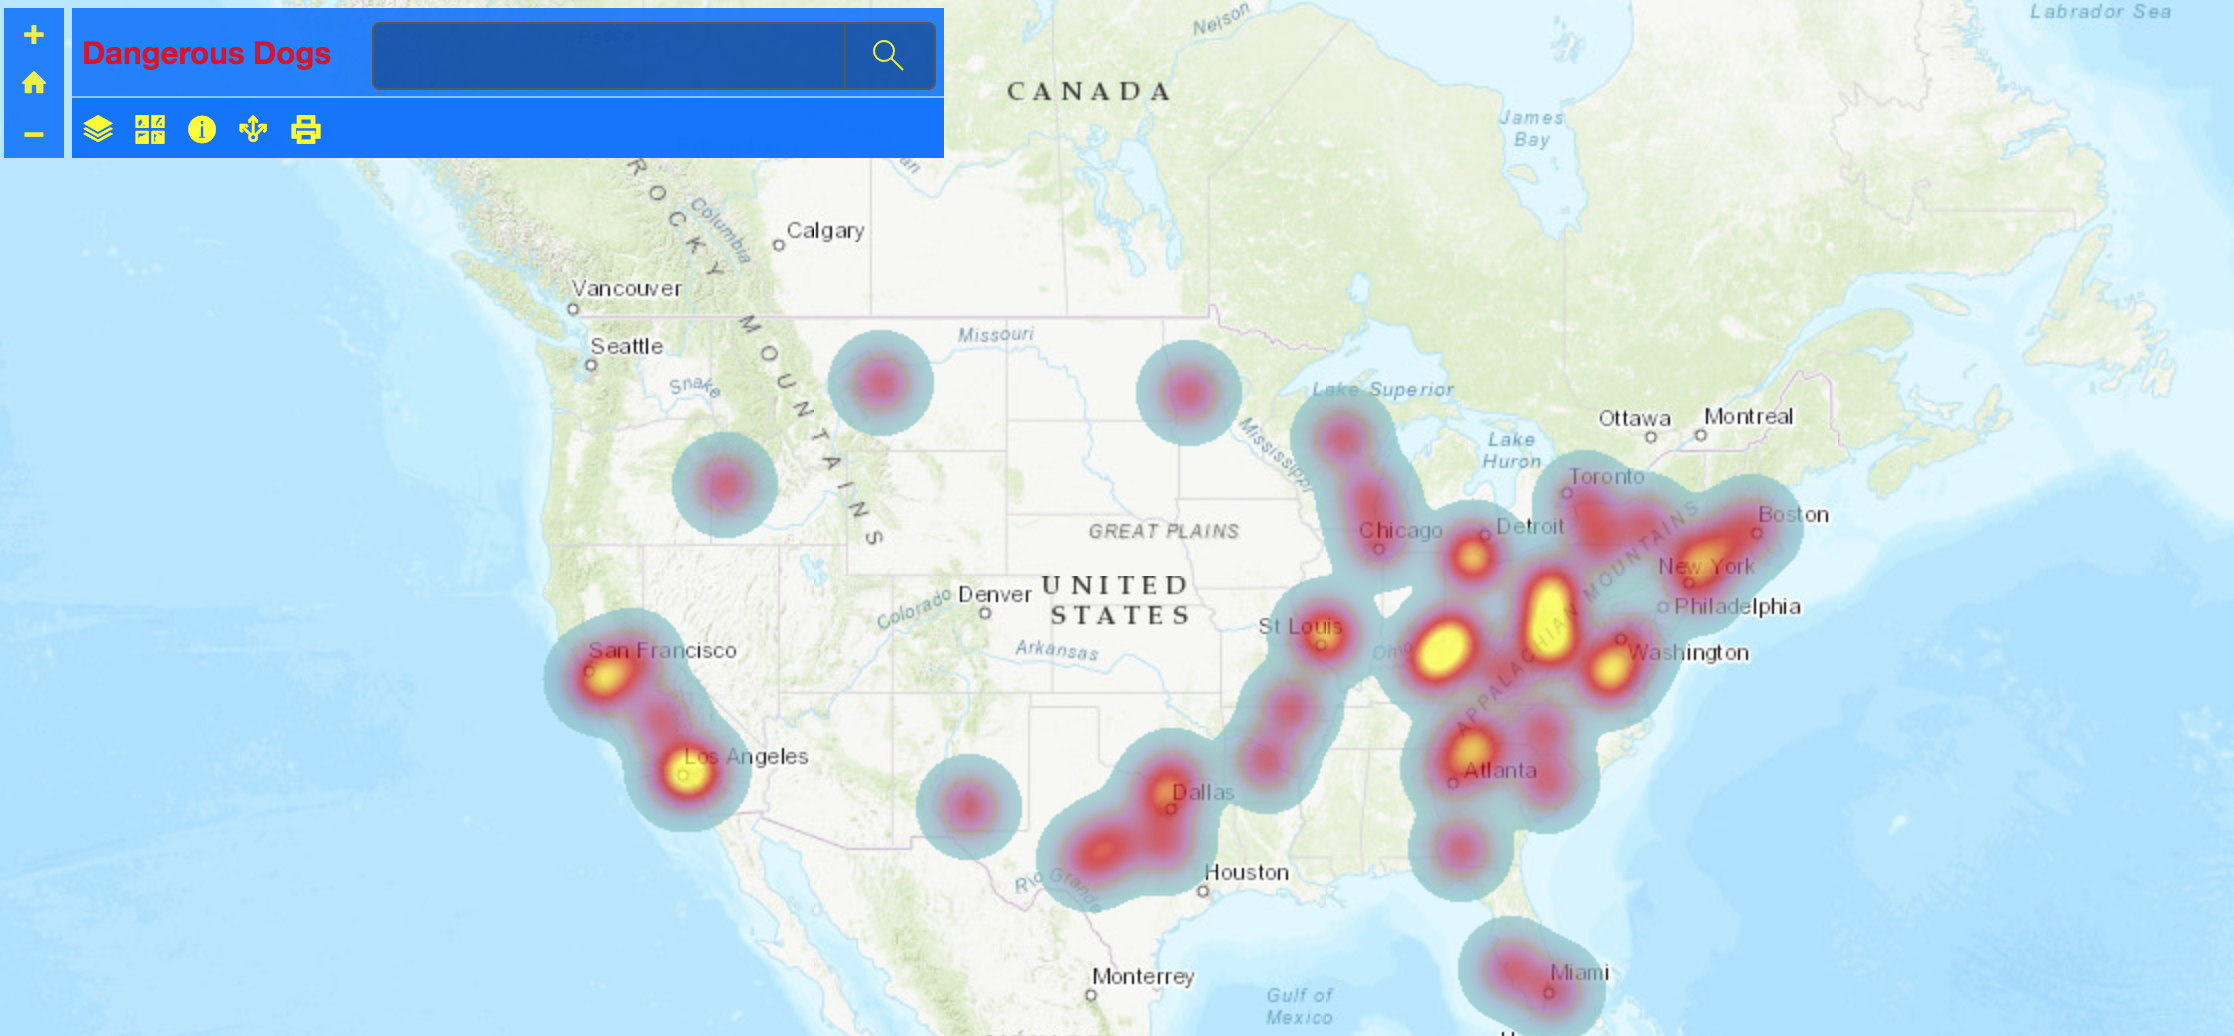 Dangerous Dogs
Labrador Sea
Nelson
CANADA
James
Bay
ROCKY MOUNTAINS
Columbia
Calgary
Vancouver
Seattle
Snake
Missouri
Lake Superior
Mississippi
Lake
Huron
Ottawa
Montreal
Toronto
Boston
Detroit
Chicago
GREAT PLAINS
New York
Philadelphia
APPALACHIAN MOUNTAINS
UNITED
STATES
Denver
Colorado
Arkansas
St Louis
Ohio
Washington
San Francisco
Los Angeles
Dallas
Atlanta
Houston
Rio Grande
Monterrey
Miami
Gulf of
Mexico